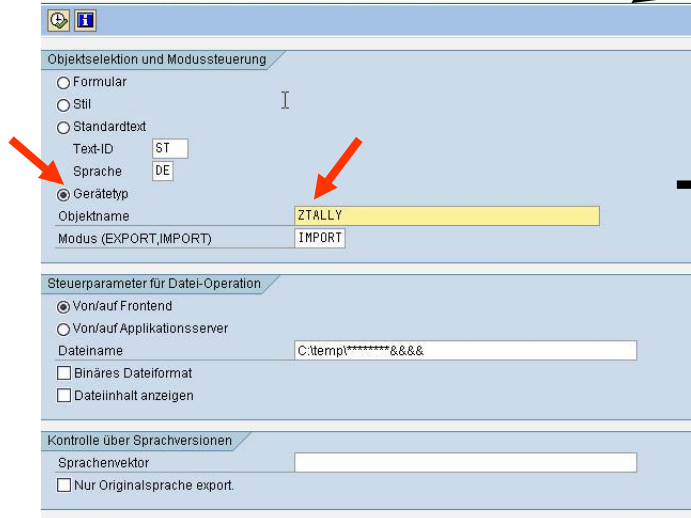 Objektselektion und Modussteuerung
Formular
Stil
Standardtext
Text-ID ST
Sprache DE
Gerätetyp
Objektname ZTALLY
Modus (EXPORT,IMPORT) IMPORT
Steuerparameter für Datei-Operation
Von/auf Frontend
Von/auf Applikationsserver
Dateiname C:\temp\********&&&&
Binäres Dateiformat
Dateiinhalt anzeigen
Kontrolle über Sprachversionen
Sprachenvektor
Nur Originalsprache export.